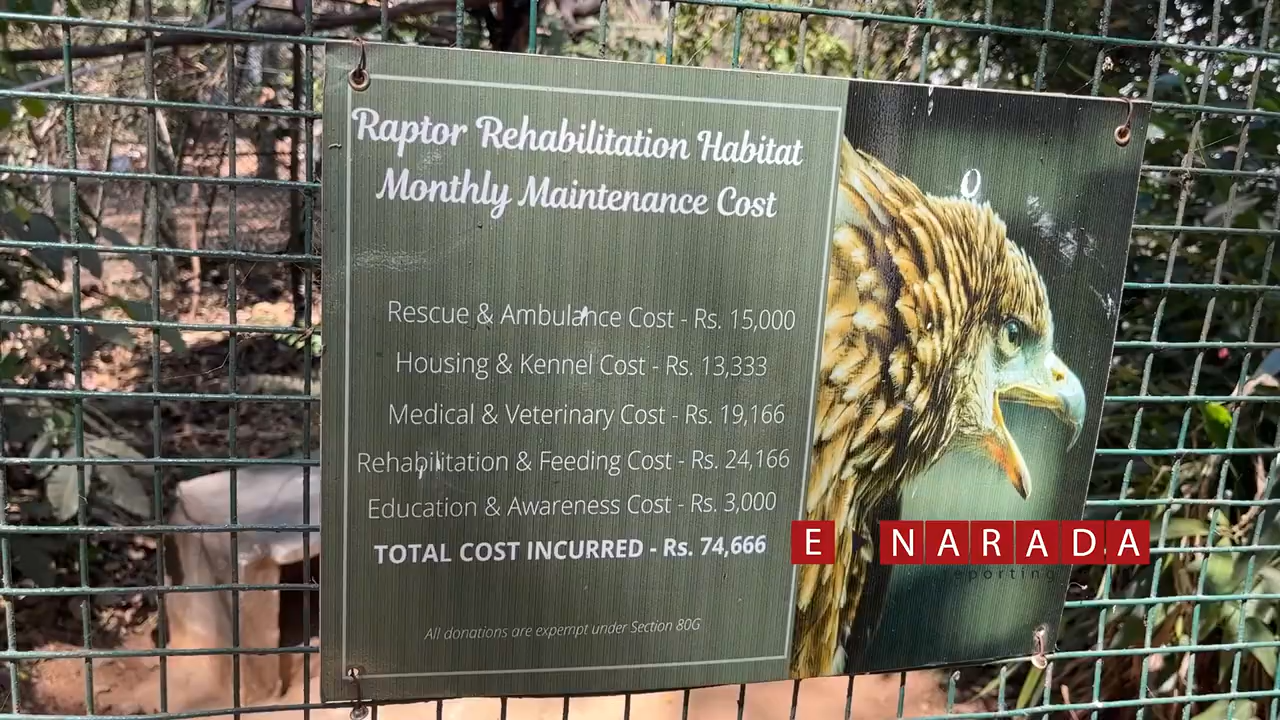 Raptor Rehabilitation Habitat
Monthly Maintenance Cost
Rescue & Ambulance Cost - Rs. 15,000
Housing & Kennel Cost - Rs. 13,333
Medical & Veterinary Cost - Rs. 19,166
Rehabilitation & Feeding Cost - Rs. 24,166
Education & Awareness Cost - Rs. 3,000
TOTAL COST INCURRED - Rs. 74,666
All donations are expempt under Section 80G
E NARADA